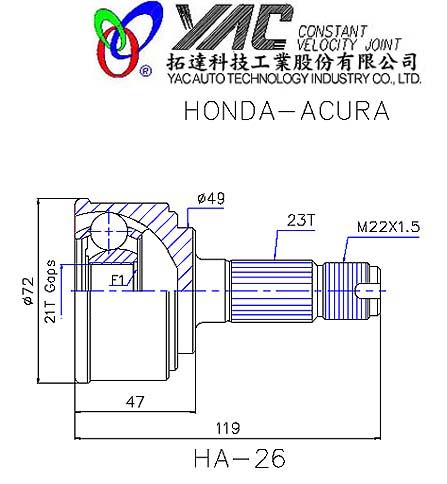 YAC CONSTANT
VELOCITY JOINT
®
拓達科技工業股份有限公司
YAC AUTO TECHNOLOGY INDUSTRY CO., LTD.
HONDA-ACURA
ø49
23T
M22X1.5
ø72
21T Gaps
F1
47
119
HA-26